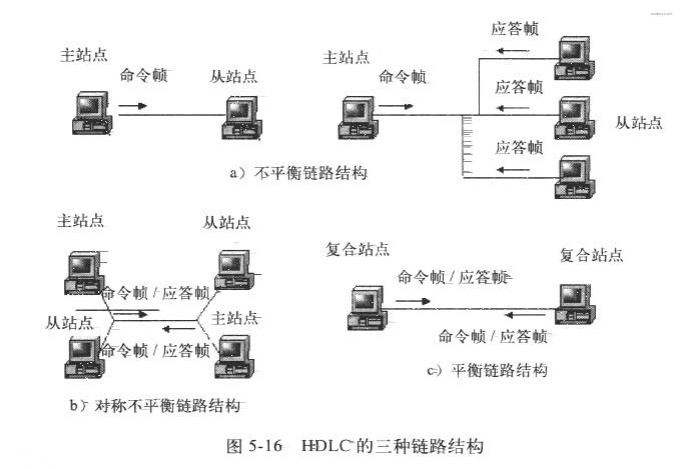 主站点
命令帧
从站点
主站点
命令帧
应答帧
应答帧
从站点
应答帧
a）不平衡链路结构
主站点
从站点
命令帧 / 应答帧
从站点
主站点
命令帧 / 应答帧
b）对称不平衡链路结构
复合站点
复合站点
命令帧 / 应答帧
命令帧 / 应答帧
c）平衡链路结构
图 5-16 HDLC 的三种链路结构